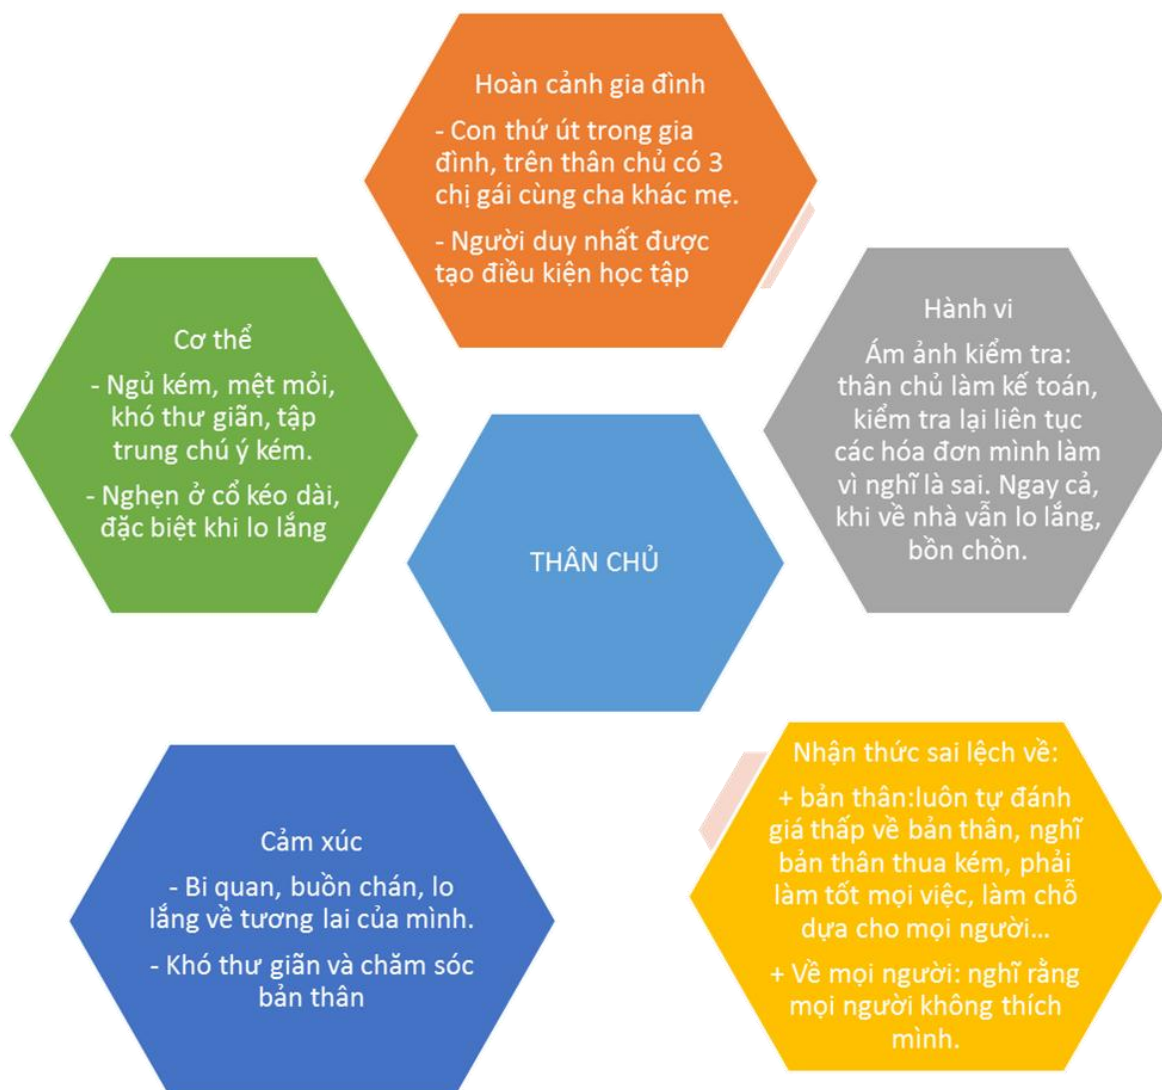 Hoàn cảnh gia đình
- Con thứ út trong gia
đình, trên thân chủ có 3
chị gái cùng cha khác mẹ.
- Người duy nhất được
tạo điều kiện học tập
Cơ thể
- Ngủ kém, mệt mỏi,
khó thư giãn, tập
trung chú ý kém.
- Nghẹn ở cổ kéo dài,
đặc biệt khi lo lắng
Hành vi
Ám ảnh kiểm tra:
thân chủ làm kế toán,
kiểm tra lại liên tục
các hóa đơn mình làm
vì nghĩ là sai. Ngay cả,
khi về nhà vẫn lo lắng,
bồn chồn.
THÂN CHỦ
Cảm xúc
- Bi quan, buồn chán, lo
lắng về tương lai của mình.
- Khó thư giãn và chăm sóc
bản thân
Nhận thức sai lệch về:
+ bản thân:luôn tự đánh
giá thấp về bản thân, nghĩ
bản thân thua kém, phải
làm tốt mọi việc, làm chỗ
dựa cho mọi người...
+ Về mọi người: nghĩ rằng
mọi người không thích
mình.